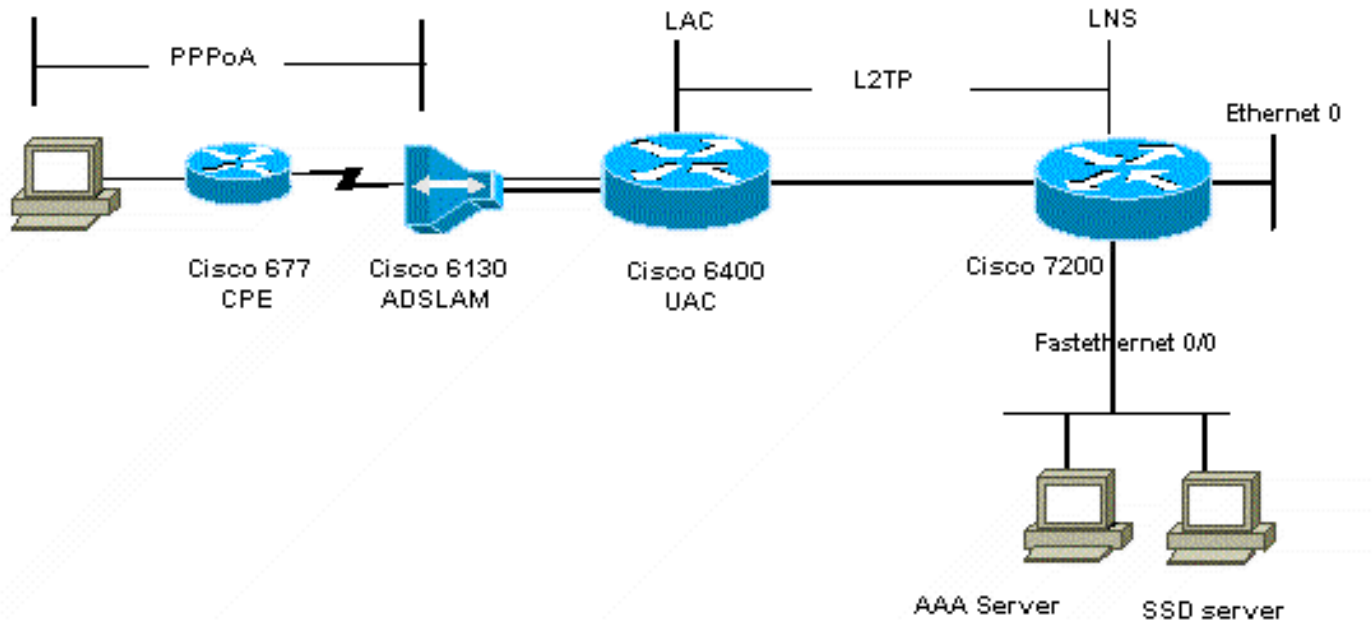 LAC
LNS
PPPoA
L2TP
Ethernet 0
Cisco 677
CPE
Cisco 6130
ADSLAM
Cisco 6400
UAC
Cisco 7200
Fastethernet 0/0
AAA Server
SSD server